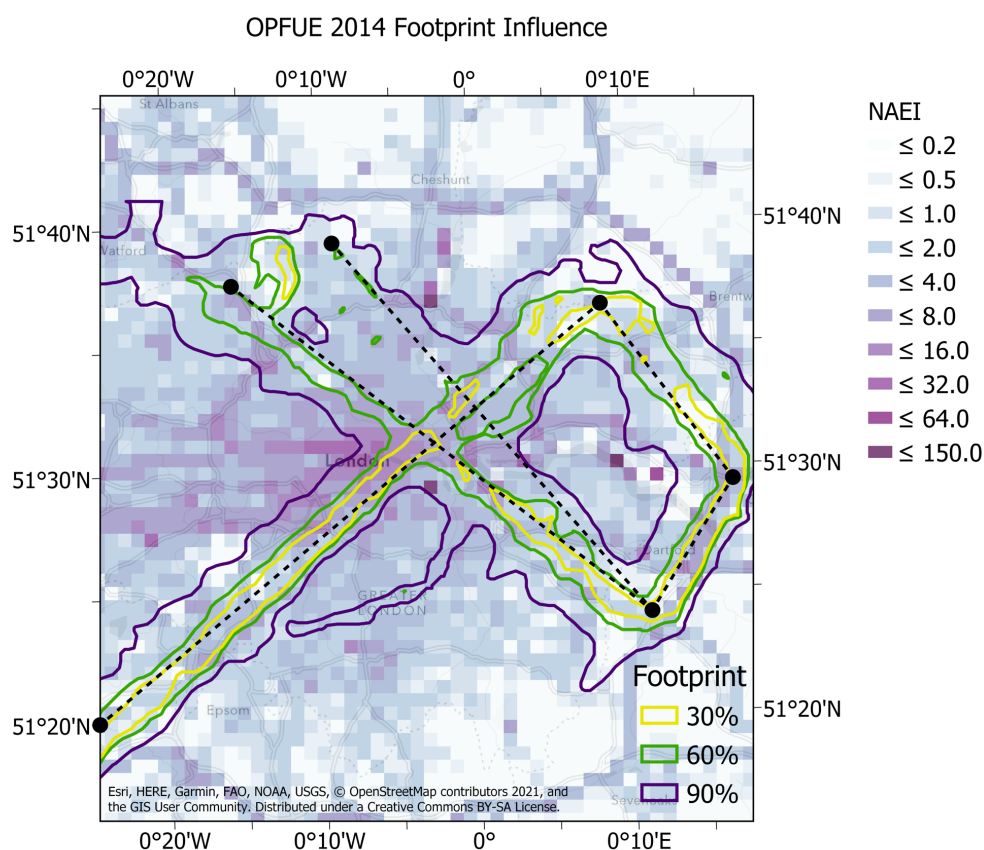 OPFUE 2014 Footprint Influence
0°20'W 0°10'W 0° 0°10'E
NAEI
≤ 0.2
≤ 0.5
≤ 1.0
≤ 2.0
≤ 4.0
≤ 8.0
≤ 16.0
≤ 32.0
≤ 64.0
≤ 150.0
St Albans
Cheshunt
51°40'N
51°40'N
Watford
Brentw
51°30'N
51°30'N
London
Dartford
GREATER
LONDON
Epsom
51°20'N
51°20'N
Footprint
30%
60%
90%
Sevenoaks
Esri, HERE, Garmin, FAO, NOAA, USGS, © OpenStreetMap contributors 2021, and
the GIS User Community. Distributed under a Creative Commons BY-SA License.
0°20'W 0°10'W 0° 0°10'E